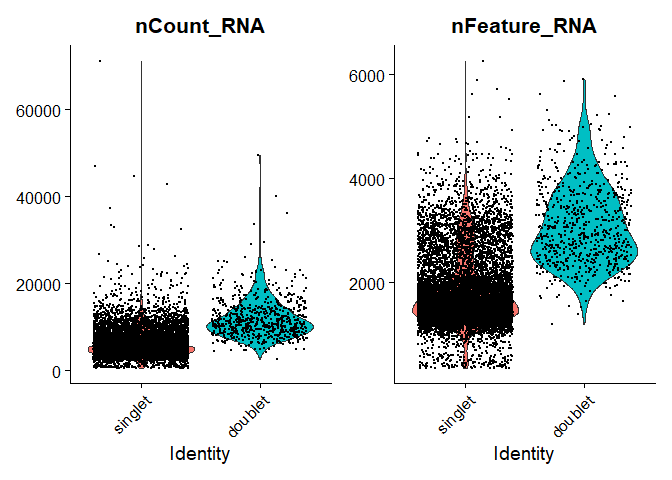 nCount_RNA
60000
40000
20000
0
singlet
doublet
Identity
nFeature_RNA
6000
4000
2000
singlet
doublet
Identity